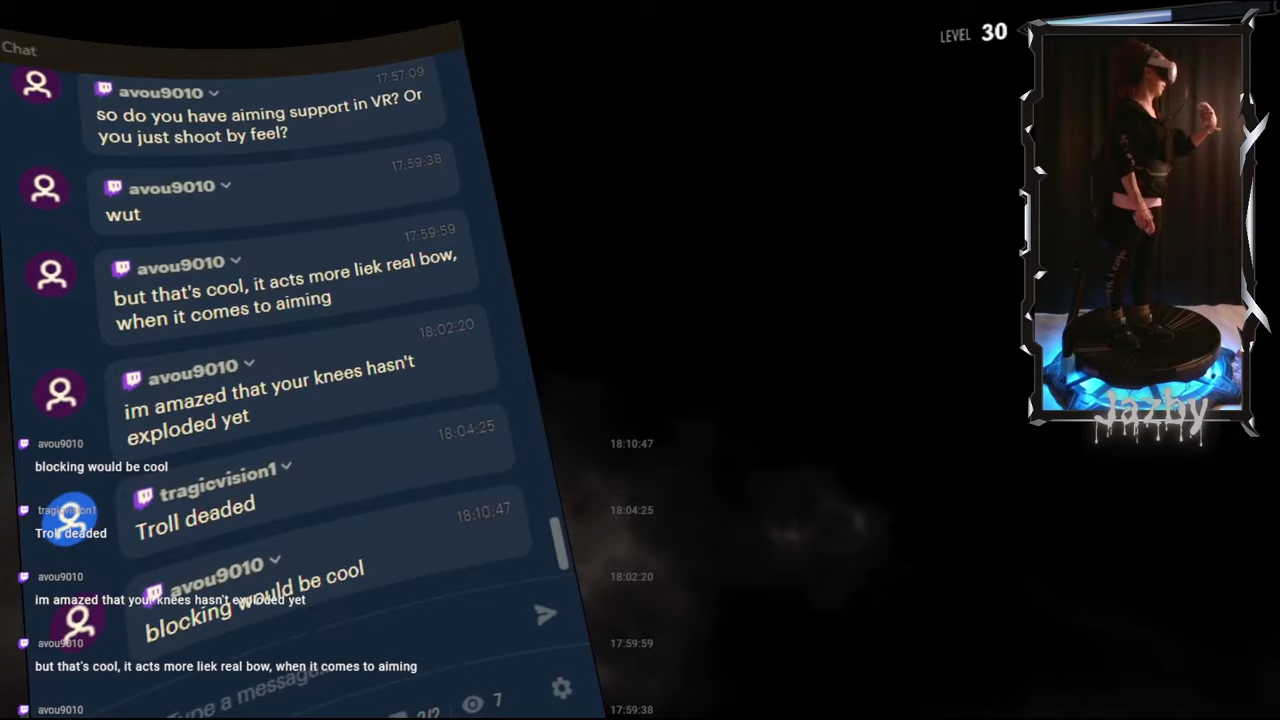 Chat
17:57:09
avou9010
so do you have aiming support in VR? Or
you just shoot by feel?
17:59:38
avou9010
wut
17:59:59
avou9010
but that's cool, it acts more liek real bow,
when it comes to aiming
18:02:20
avou9010
im amazed that your knees hasn't
exploded yet
18:04:25
tragicvision1
Troll deaded
18:10:47
avou9010
blocking would be cool
Type a message...
2/2
7
avou9010
18:10:47
blocking would be cool
tragicvision1
18:04:25
Troll deaded
avou9010
18:02:20
im amazed that your knees hasn't exploded yet
avou9010
17:59:59
but that's cool, it acts more liek real bow, when it comes to aiming
avou9010
17:59:38
LEVEL 30
Jazby